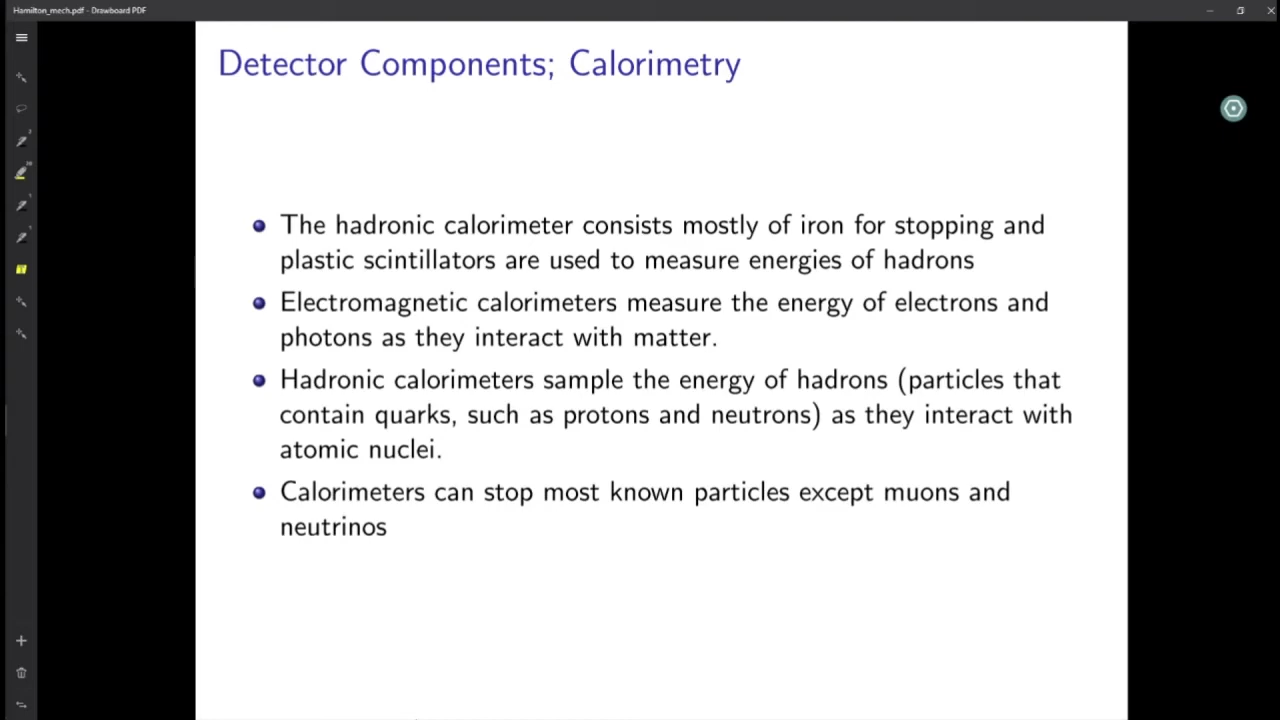 Hamilton_mech.pdf - Drawboard PDF
Detector Components; Calorimetry
The hadronic calorimeter consists mostly of iron for stopping and
plastic scintillators are used to measure energies of hadrons
Electromagnetic calorimeters measure the energy of electrons and
photons as they interact with matter.
Hadronic calorimeters sample the energy of hadrons (particles that
contain quarks, such as protons and neutrons) as they interact with
atomic nuclei.
Calorimeters can stop most known particles except muons and
neutrinos